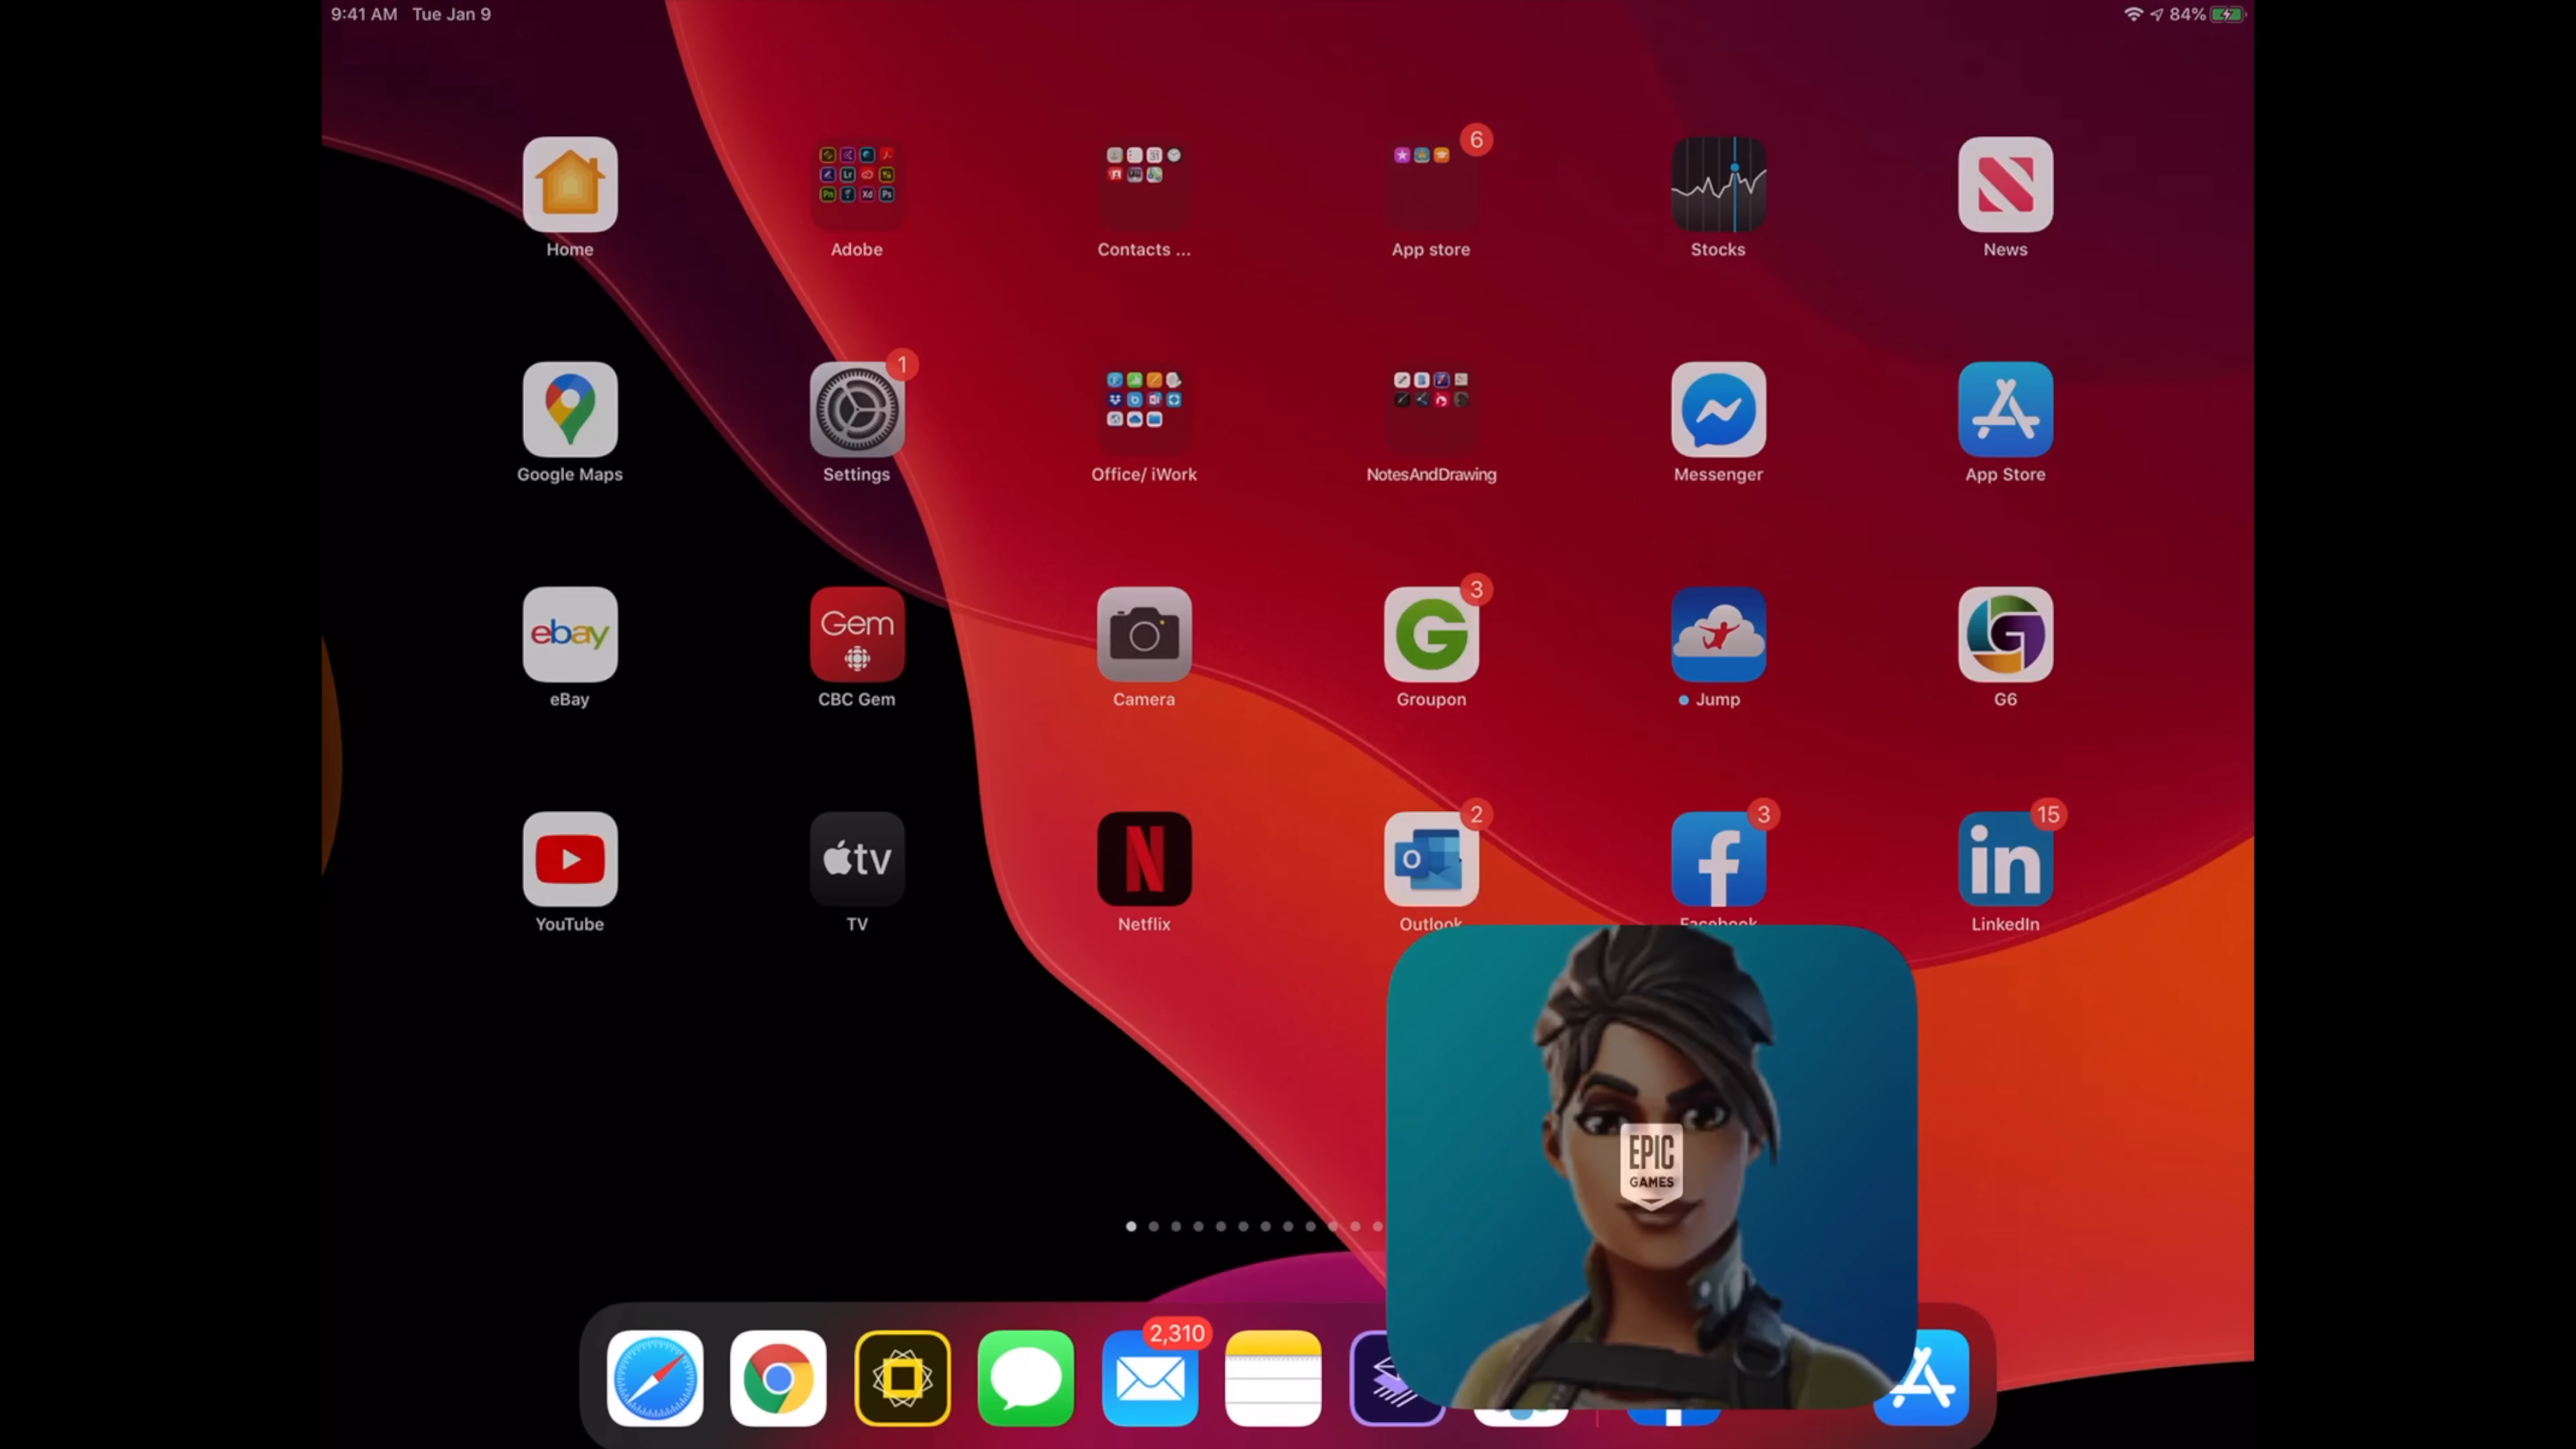 9:41 AM Tue Jan 9
84%
6
Home
Adobe
Contacts ...
App store
Stocks
News
1
Google Maps
Settings
Office/ iWork
NotesAndDrawing
Messenger
App Store
ebay
Gem
3
eBay
CBC Gem
Camera
Groupon
Jump
G6
tv
2
3
15
in
YouTube
TV
Netflix
Outlook
Facebook
LinkedIn
EPIC
GAMES
2,310